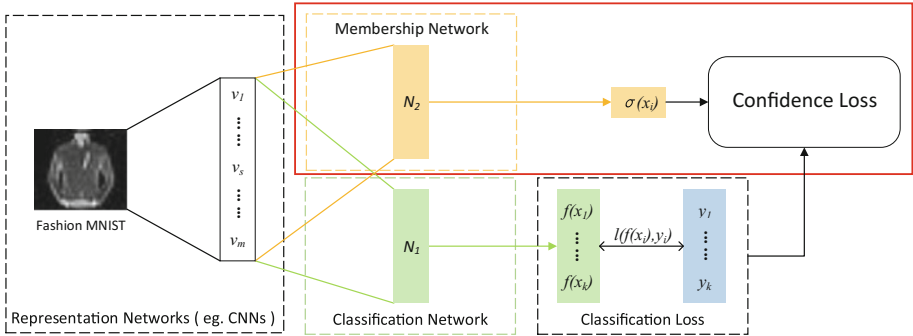 Membership Network
v1
vs
vm
Fashion MNIST
N2
σ(xi)
Confidence Loss
N1
f(x1)
f(xk)
l(f(xi),yi)
y1
yk
Representation Networks ( eg. CNNs )
Classification Network
Classification Loss